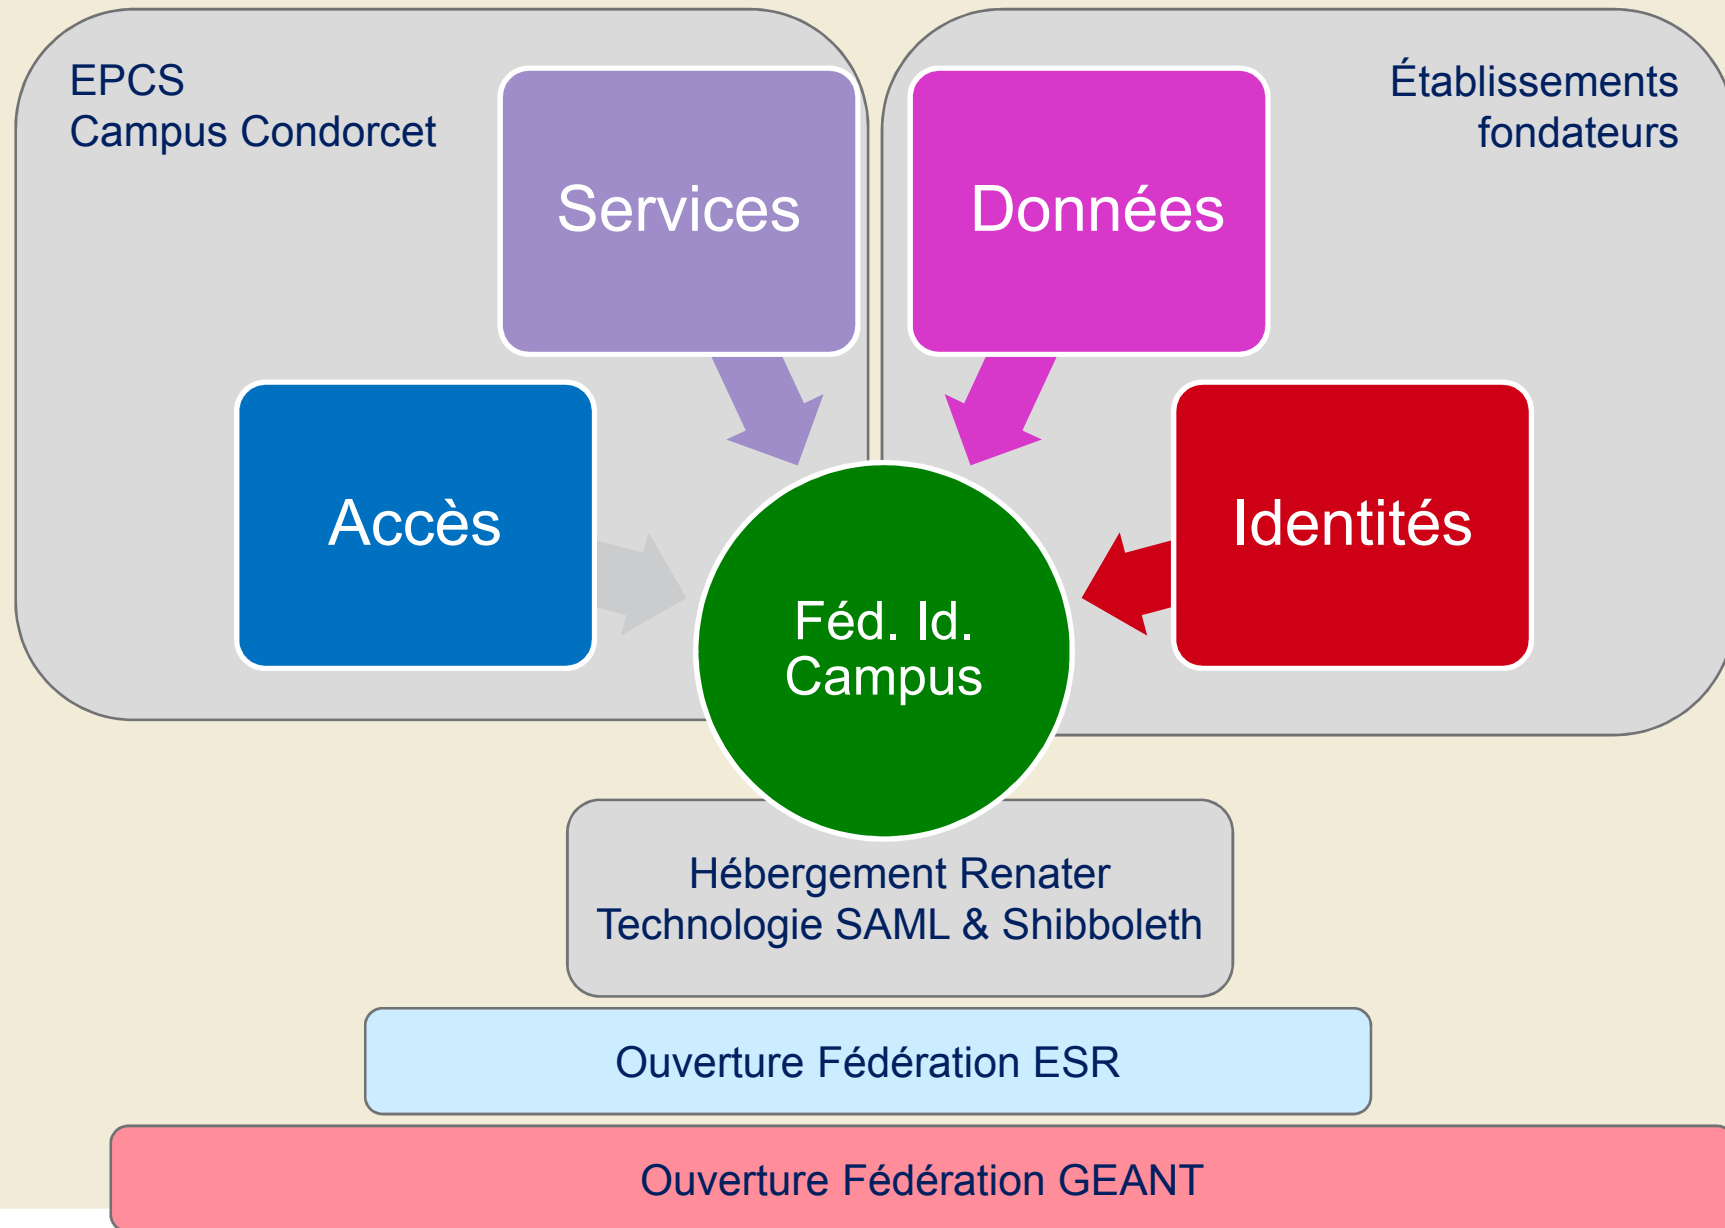 EPCS
Campus Condorcet
Établissements
fondateurs
Services
Données
Accès
Identités
Féd. Id.
Campus
Hébergement Renater
Technologie SAML & Shibboleth
Ouverture Fédération ESR
Ouverture Fédération GEANT